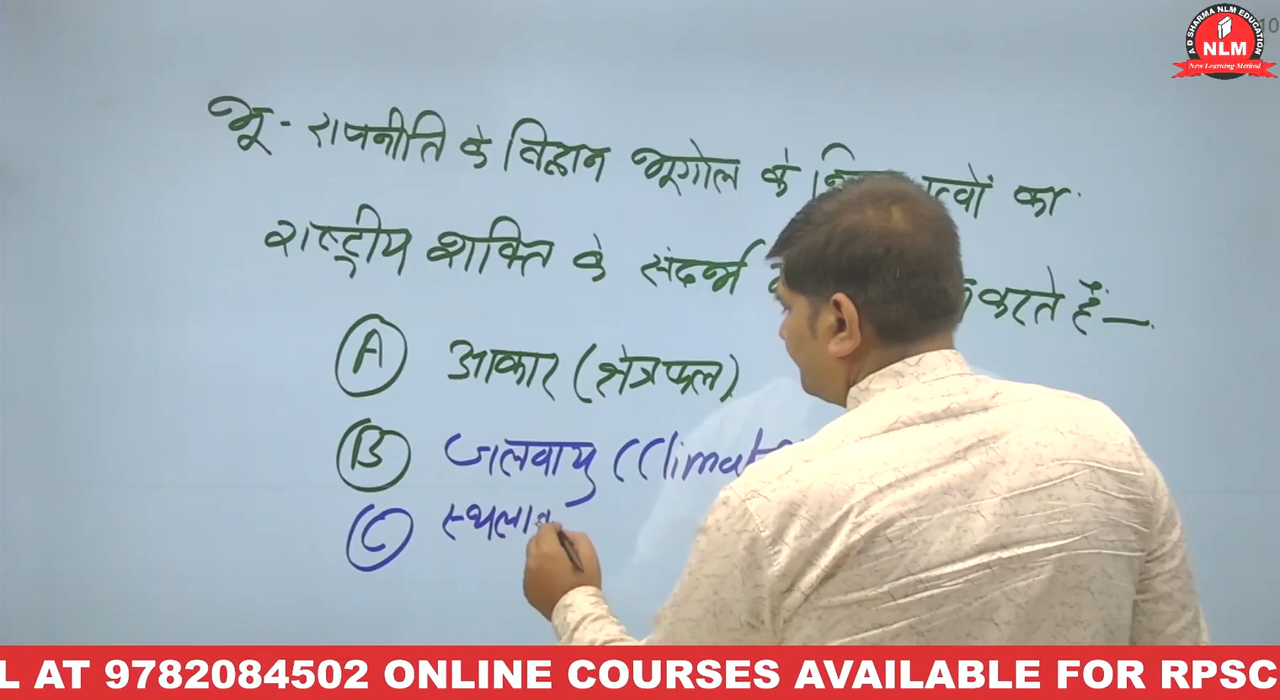 10
A D SHARMA NLM EDUCATION
NLM
New Learning Method
भू - राजनीति के विद्वान भूगोल के का
राष्ट्रीय शक्ति के संदर्भ करते हैं —
A आकार (क्षेत्रफल)
B जलवायु (Climat
C स्थला
L AT 9782084502 ONLINE COURSES AVAILABLE FOR RPSC